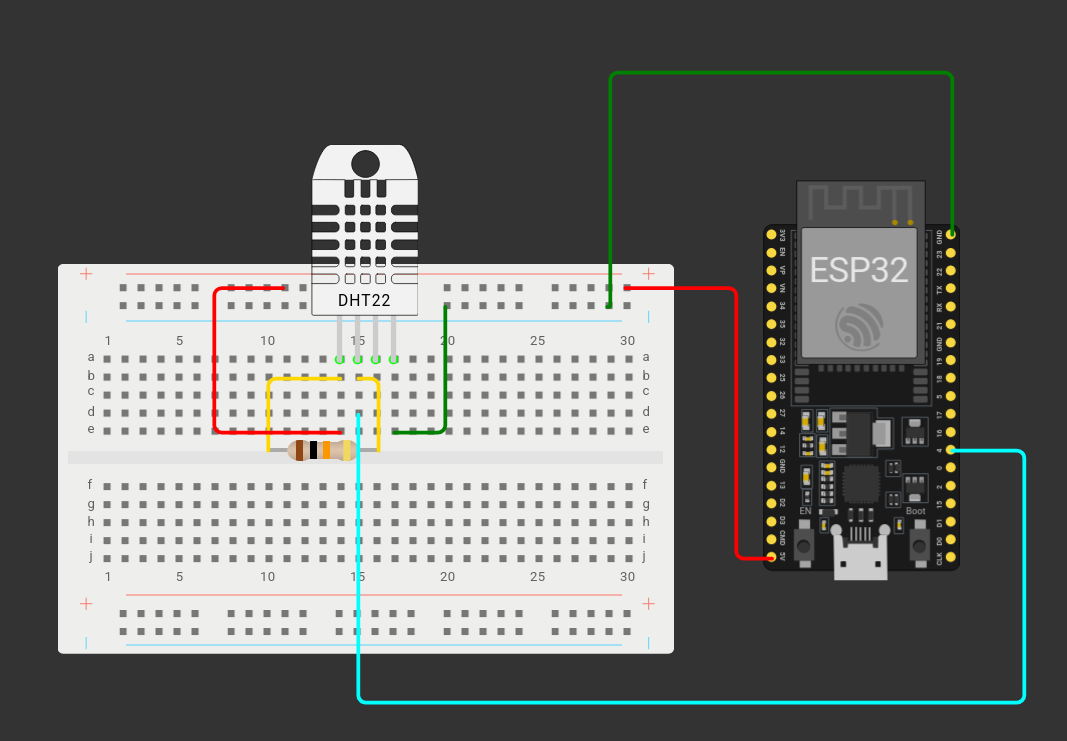 DHT22
1 5 10 15 20 25 30
a a
b b
c c
d d
e e
f f
g g
h h
i i
j j
1 5 10 15 20 25 30
ESP32
3V3
EN
VP
VN
34
35
32
33
25
26
27
14
12
GND
13
D2
D3
CMD
5V
GND
23
22
TX
RX
21
GND
19
18
5
17
16
4
0
2
15
D1
D0
CLK
EN
Boot